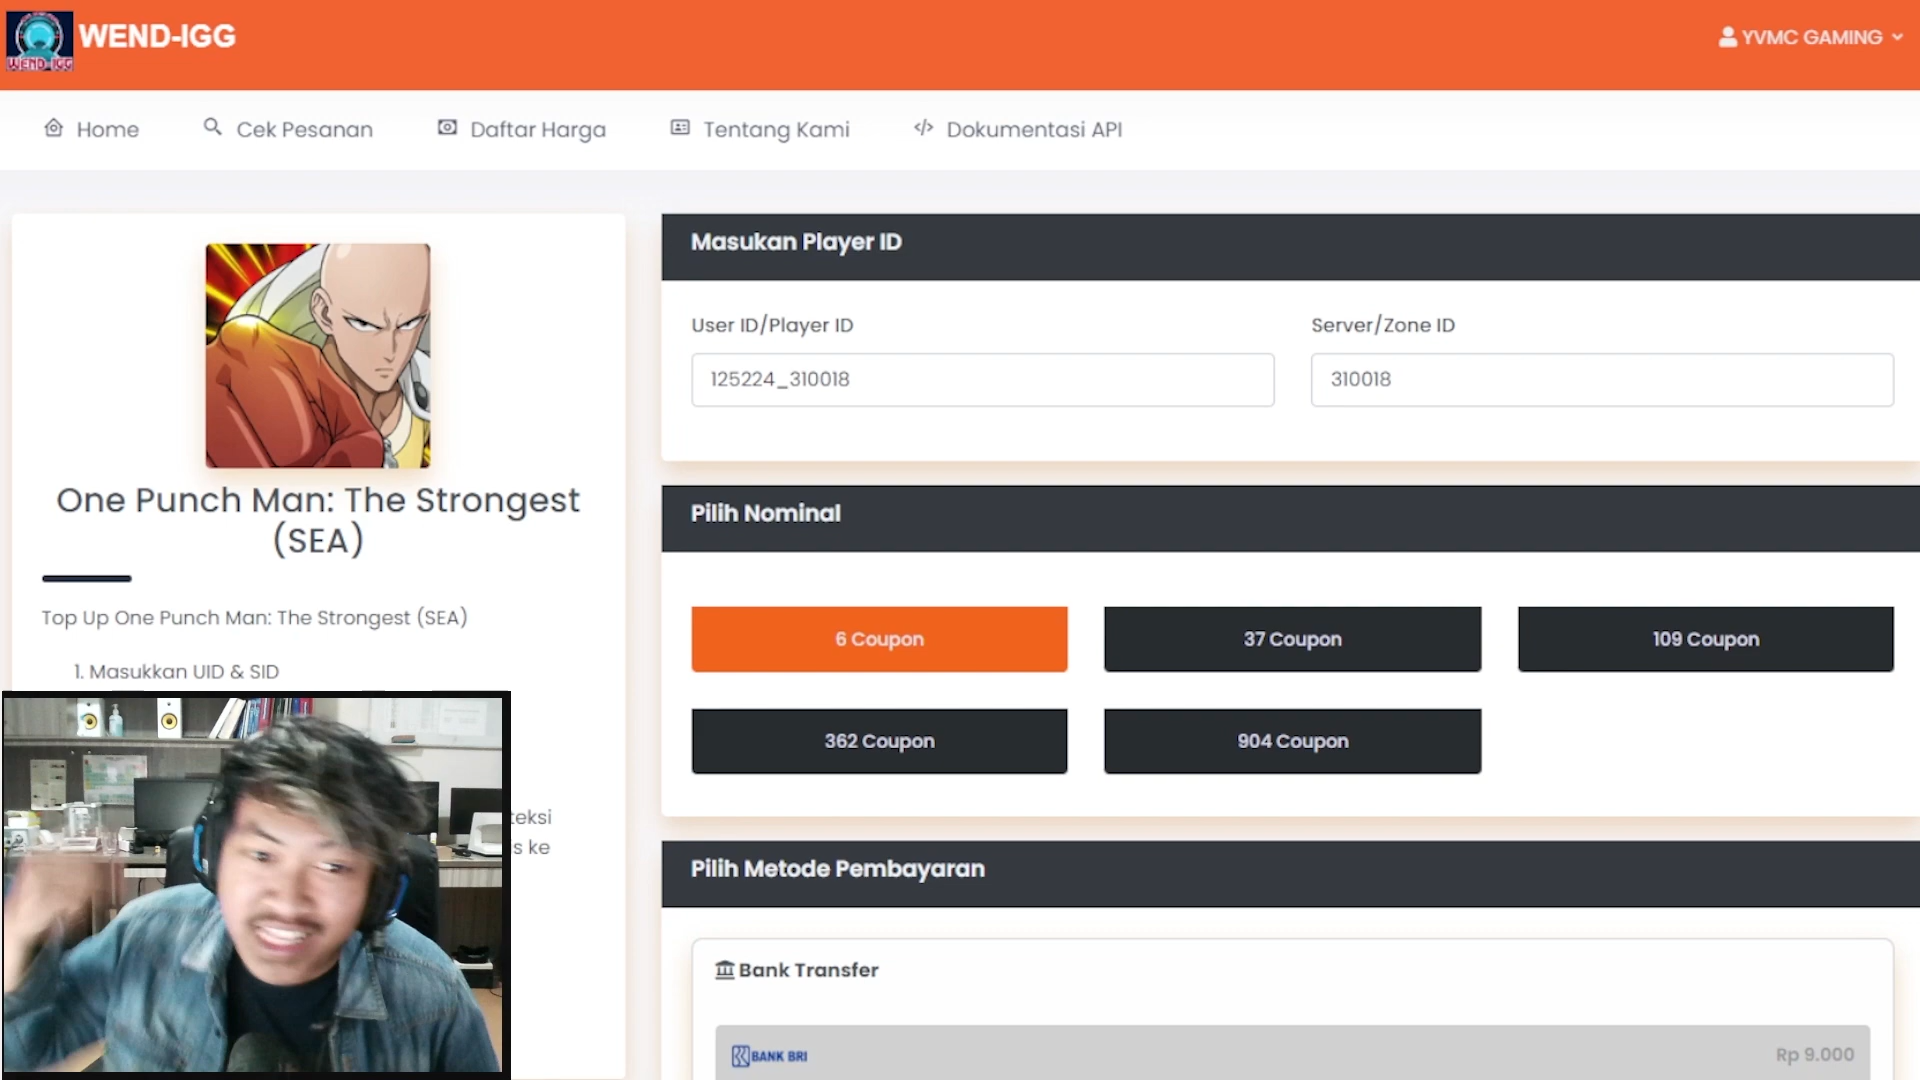 WEND-IGG
WEND-IGG
YVMC GAMING
Home
Cek Pesanan
Daftar Harga
Tentang Kami
Dokumentasi API
One Punch Man: The Strongest
(SEA)
Top Up One Punch Man: The Strongest (SEA)
1. Masukkan UID & SID
teksi
s ke
Masukan Player ID
User ID/Player ID
Server/Zone ID
125224_310018
310018
Pilih Nominal
6 Coupon
37 Coupon
109 Coupon
362 Coupon
904 Coupon
Pilih Metode Pembayaran
Bank Transfer
BANK BRI
Rp 9.000